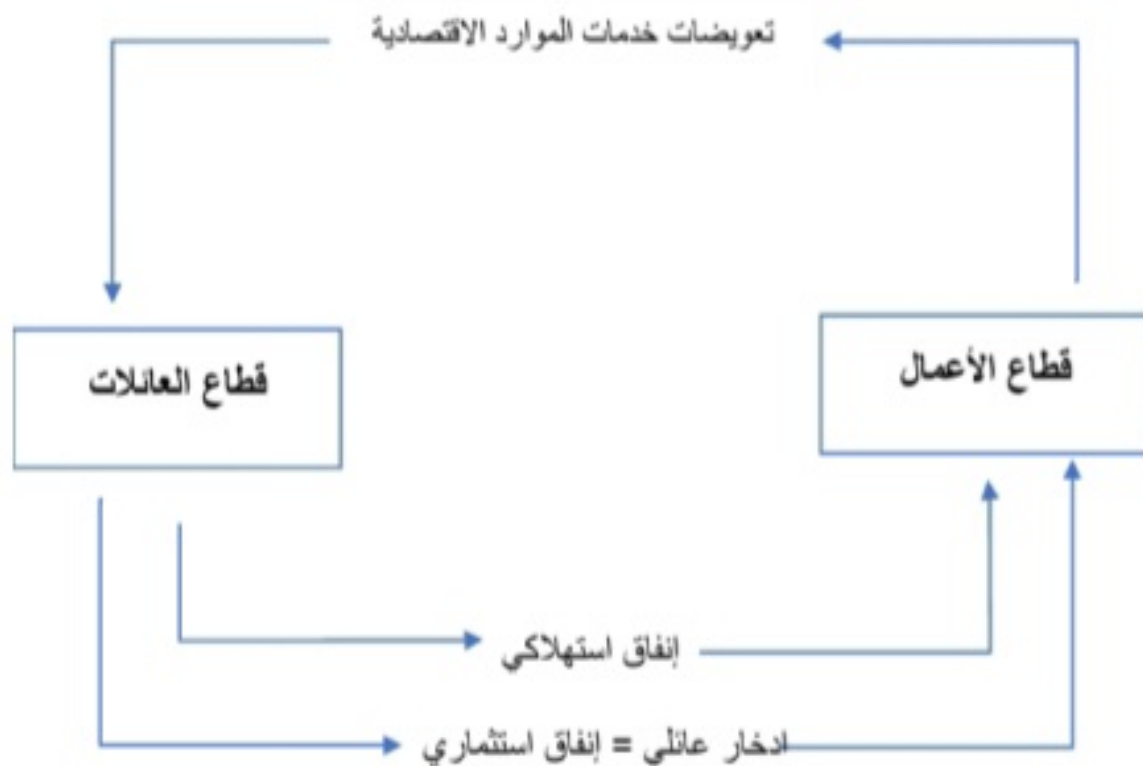 تعويضات خدمات الموارد الاقتصادية
قطاع الأعمال
قطاع العائلات
إنفاق استهلاكي
ادخار عائلي = إنفاق استثماري